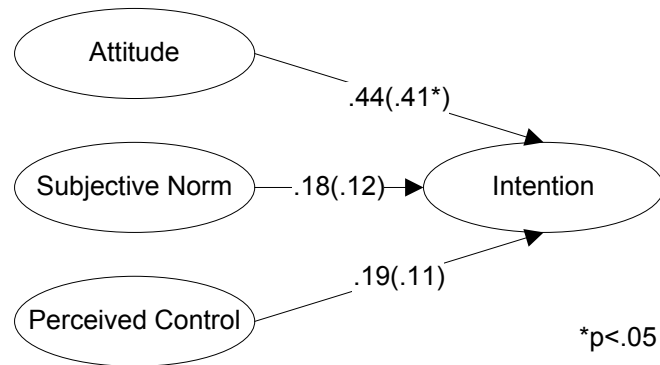 Attitude
.44(.41*)
Subjective Norm
.18(.12)
Intention
.19(.11)
Perceived Control
*p<.05